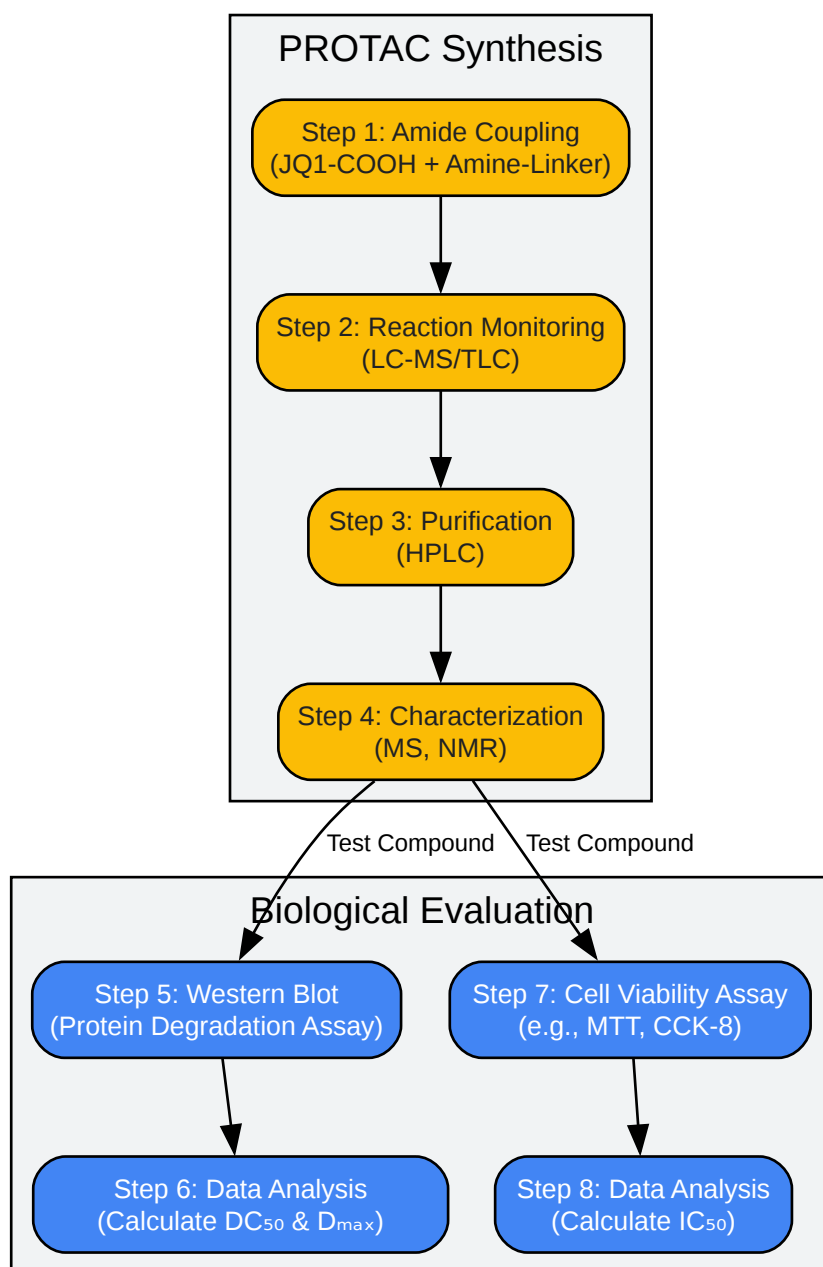 PROTAC Synthesis
Step 1: Amide Coupling
(JQ1-COOH + Amine-Linker)
Step 2: Reaction Monitoring
(LC-MS/TLC)
Step 3: Purification
(HPLC)
Step 4: Characterization
(MS, NMR)
Test Compound
Test Compound
Biological Evaluation
Step 5: Western Blot
(Protein Degradation Assay)
Step 7: Cell Viability Assay
(e.g., MTT, CCK-8)
Step 6: Data Analysis
(Calculate DC₅₀ & Dₘₐₓ)
Step 8: Data Analysis
(Calculate IC₅₀)